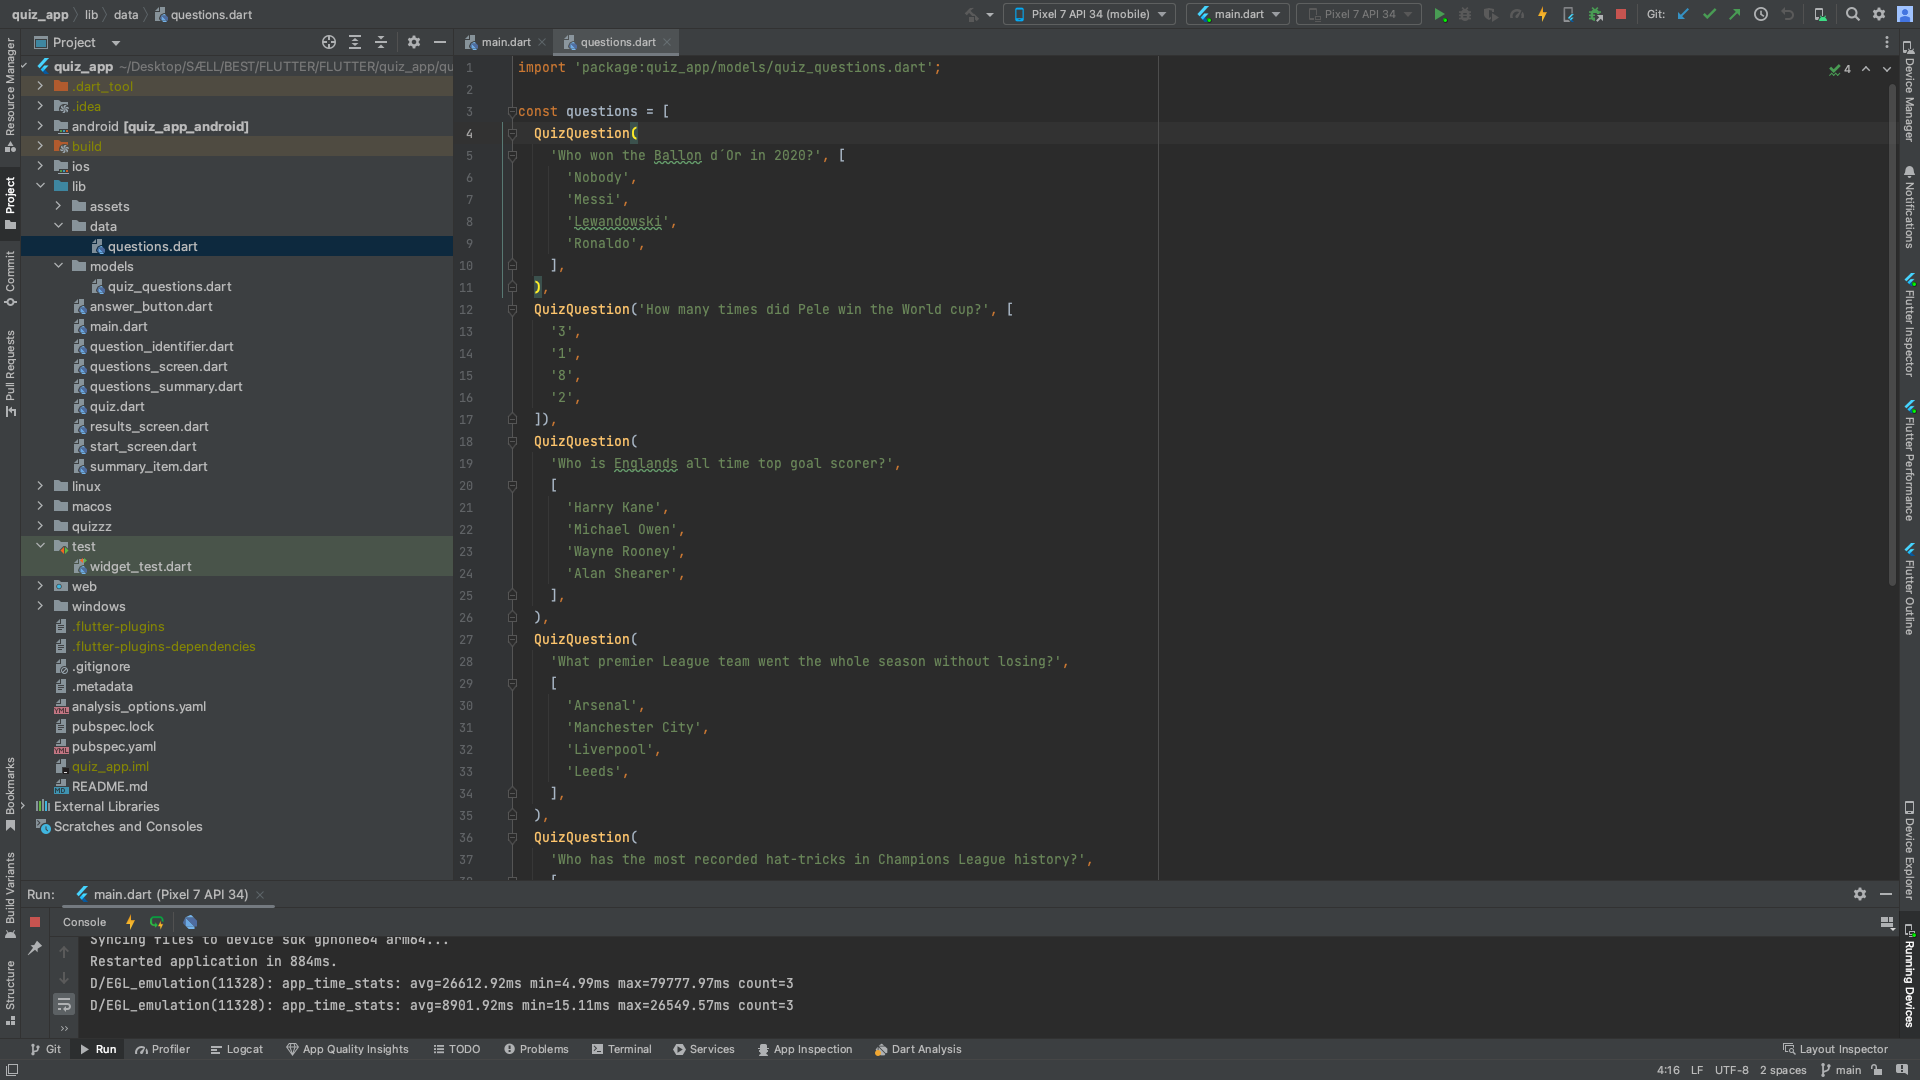 quiz_app lib data questions.dart
Pixel 7 API 34 (mobile) main.dart Pixel 7 API 34 Git:
Project
main.dart questions.dart
quiz_app ~/Desktop/SÆLL/BEST/FLUTTER/FLUTTER/quiz_app/qu
.dart_tool
.idea
android [quiz_app_android]
build
ios
lib
assets
data
questions.dart
models
quiz_questions.dart
answer_button.dart
main.dart
question_identifier.dart
questions_screen.dart
questions_summary.dart
quiz.dart
results_screen.dart
start_screen.dart
summary_item.dart
linux
macos
quizzz
test
widget_test.dart
web
windows
.flutter-plugins
.flutter-plugins-dependencies
.gitignore
.metadata
analysis_options.yaml
pubspec.lock
pubspec.yaml
quiz_app.iml
README.md
External Libraries
Scratches and Consoles
Resource Manager
Project
Commit
Pull Requests
Bookmarks
Build Variants
Structure
4
1 import 'package:quiz_app/models/quiz_questions.dart';
2
3 const questions = [
4 QuizQuestion(
5 'Who won the Ballon d´Or in 2020?', [
6 'Nobody',
7 'Messi',
8 'Lewandowski',
9 'Ronaldo',
10 ],
11 ),
12 QuizQuestion('How many times did Pele win the World cup?', [
13 '3',
14 '1',
15 '8',
16 '2',
17 ]),
18 QuizQuestion(
19 'Who is Englands all time top goal scorer?',
20 [
21 'Harry Kane',
22 'Michael Owen',
23 'Wayne Rooney',
24 'Alan Shearer',
25 ],
26 ),
27 QuizQuestion(
28 'What premier League team went the whole season without losing?',
29 [
30 'Arsenal',
31 'Manchester City',
32 'Liverpool',
33 'Leeds',
34 ],
35 ),
36 QuizQuestion(
37 'Who has the most recorded hat-tricks in Champions League history?',
38 [
Device Manager
Notifications
Flutter Inspector
Flutter Performance
Flutter Outline
Device Explorer
Running Devices
Run: main.dart (Pixel 7 API 34)
Console
Syncing files to device sdk gphone64 arm64...
Restarted application in 884ms.
D/EGL_emulation(11328): app_time_stats: avg=26612.92ms min=4.99ms max=79777.97ms count=3
D/EGL_emulation(11328): app_time_stats: avg=8901.92ms min=15.11ms max=26549.57ms count=3
Git Run Profiler Logcat App Quality Insights TODO Problems Terminal Services App Inspection Dart Analysis Layout Inspector
4:16 LF UTF-8 2 spaces main